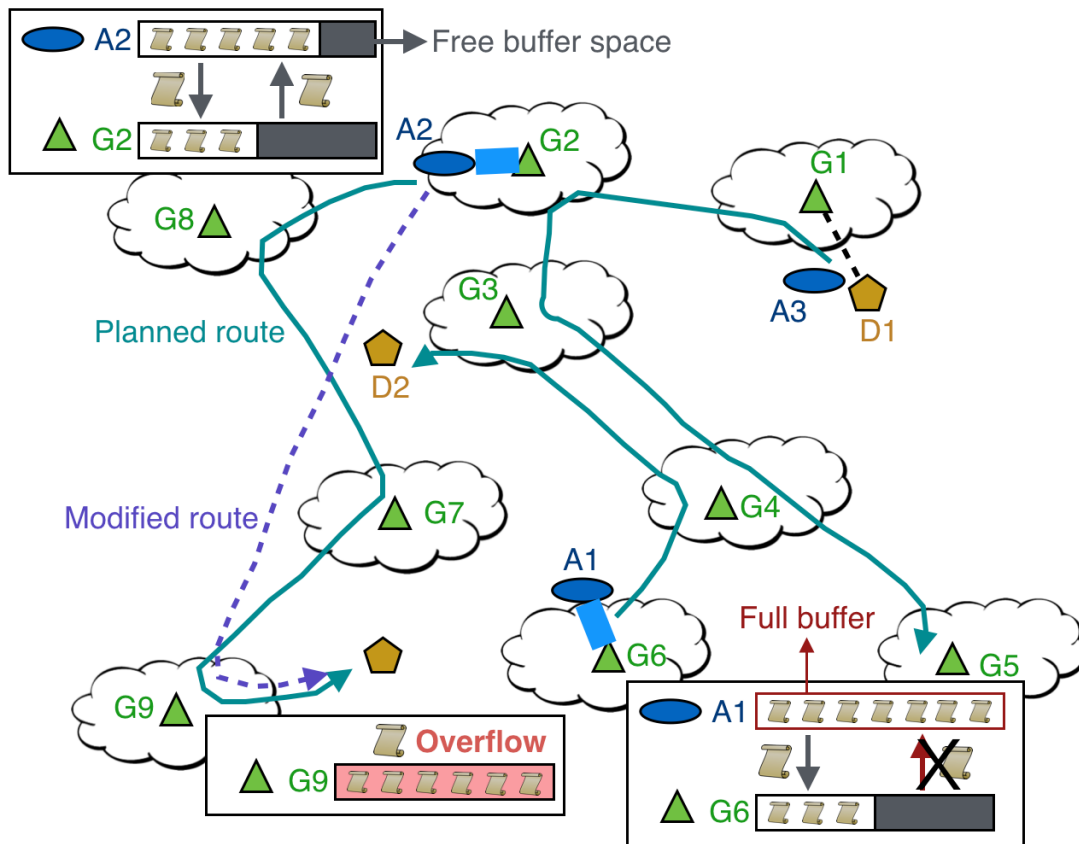 A2
Free buffer space
G2
A2
G2
G1
G8
G3
A3
D1
Planned route
D2
Modified route
G7
G4
A1
Full buffer
G6
G5
G9
A1
Overflow
G9
G6